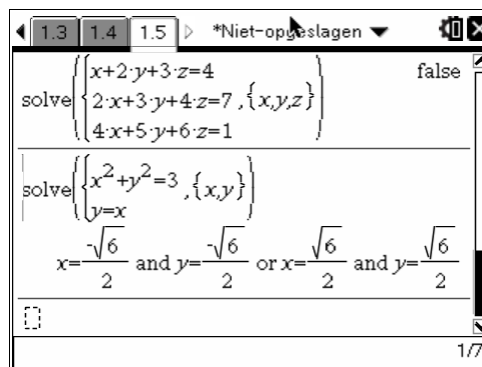 1.3 1.4 1.5 *Niet-opgeslagen
solve({x+2·y+3·z=4
2·x+3·y+4·z=7
4·x+5·y+6·z=1 ,{x,y,z}) false
solve({x²+y²=3
y=x ,{x,y})
x=-√6/2 and y=-√6/2 or x=√6/2 and y=√6/2
1/7